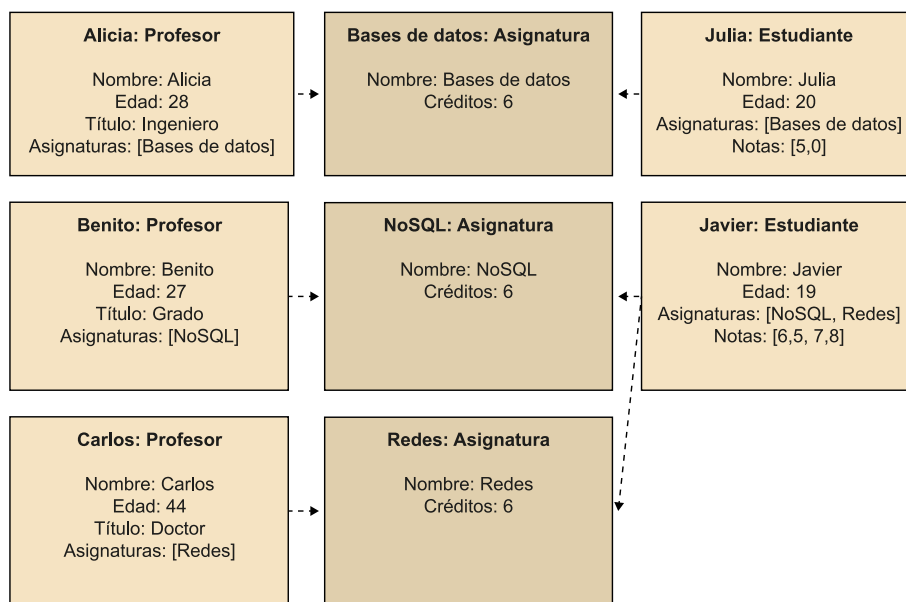 Alicia: Profesor
Nombre: Alicia
Edad: 28
Título: Ingeniero
Asignaturas: [Bases de datos]
Bases de datos: Asignatura
Nombre: Bases de datos
Créditos: 6
Julia: Estudiante
Nombre: Julia
Edad: 20
Asignaturas: [Bases de datos]
Notas: [5,0]
Benito: Profesor
Nombre: Benito
Edad: 27
Título: Grado
Asignaturas: [NoSQL]
NoSQL: Asignatura
Nombre: NoSQL
Créditos: 6
Javier: Estudiante
Nombre: Javier
Edad: 19
Asignaturas: [NoSQL, Redes]
Notas: [6,5, 7,8]
Carlos: Profesor
Nombre: Carlos
Edad: 44
Título: Doctor
Asignaturas: [Redes]
Redes: Asignatura
Nombre: Redes
Créditos: 6